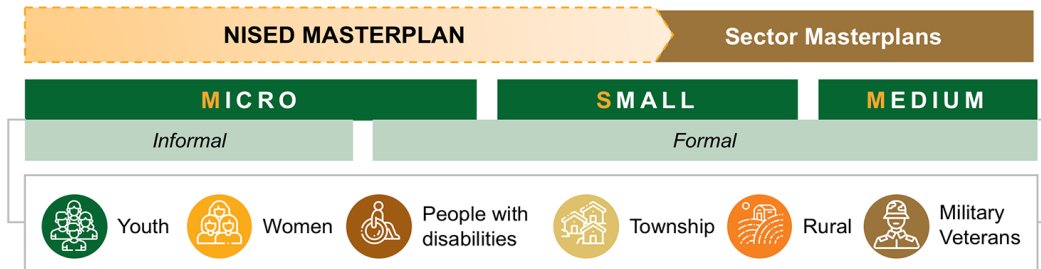 NISED MASTERPLAN
Sector Masterplans
MICRO
SMALL
MEDIUM
Informal
Formal
Youth
Women
People with
disabilities
Township
Rural
Military
Veterans